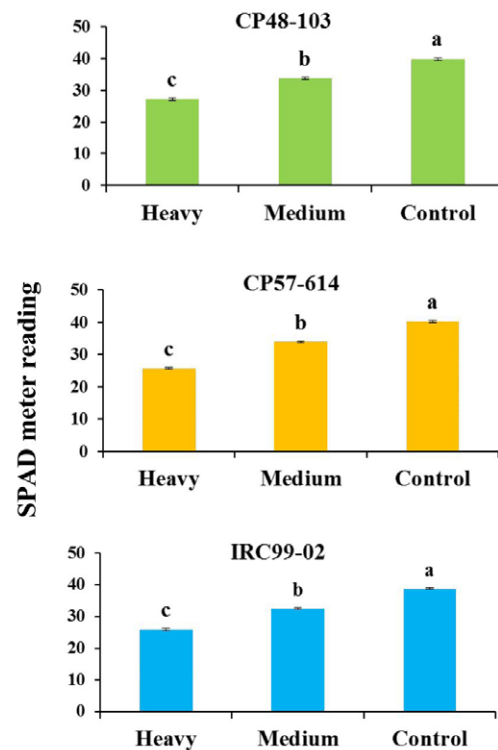 CP48-103
50
40
30
20
10
0
c
b
a
Heavy Medium Control
SPAD meter reading
CP57-614
50
40
30
20
10
0
c
b
a
Heavy Medium Control
IRC99-02
50
40
30
20
10
0
c
b
a
Heavy Medium Control